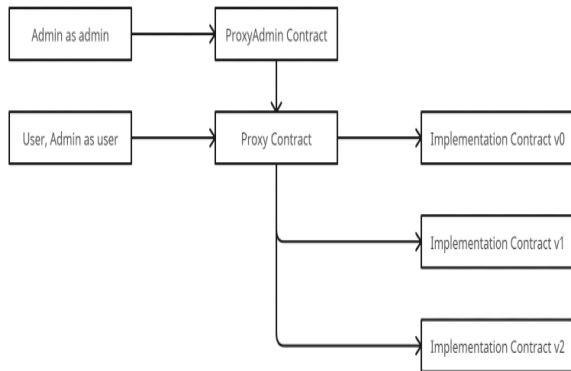 Admin as admin
ProxyAdmin Contract
User, Admin as user
Proxy Contract
Implementation Contract v0
Implementation Contract v1
Implementation Contract v2